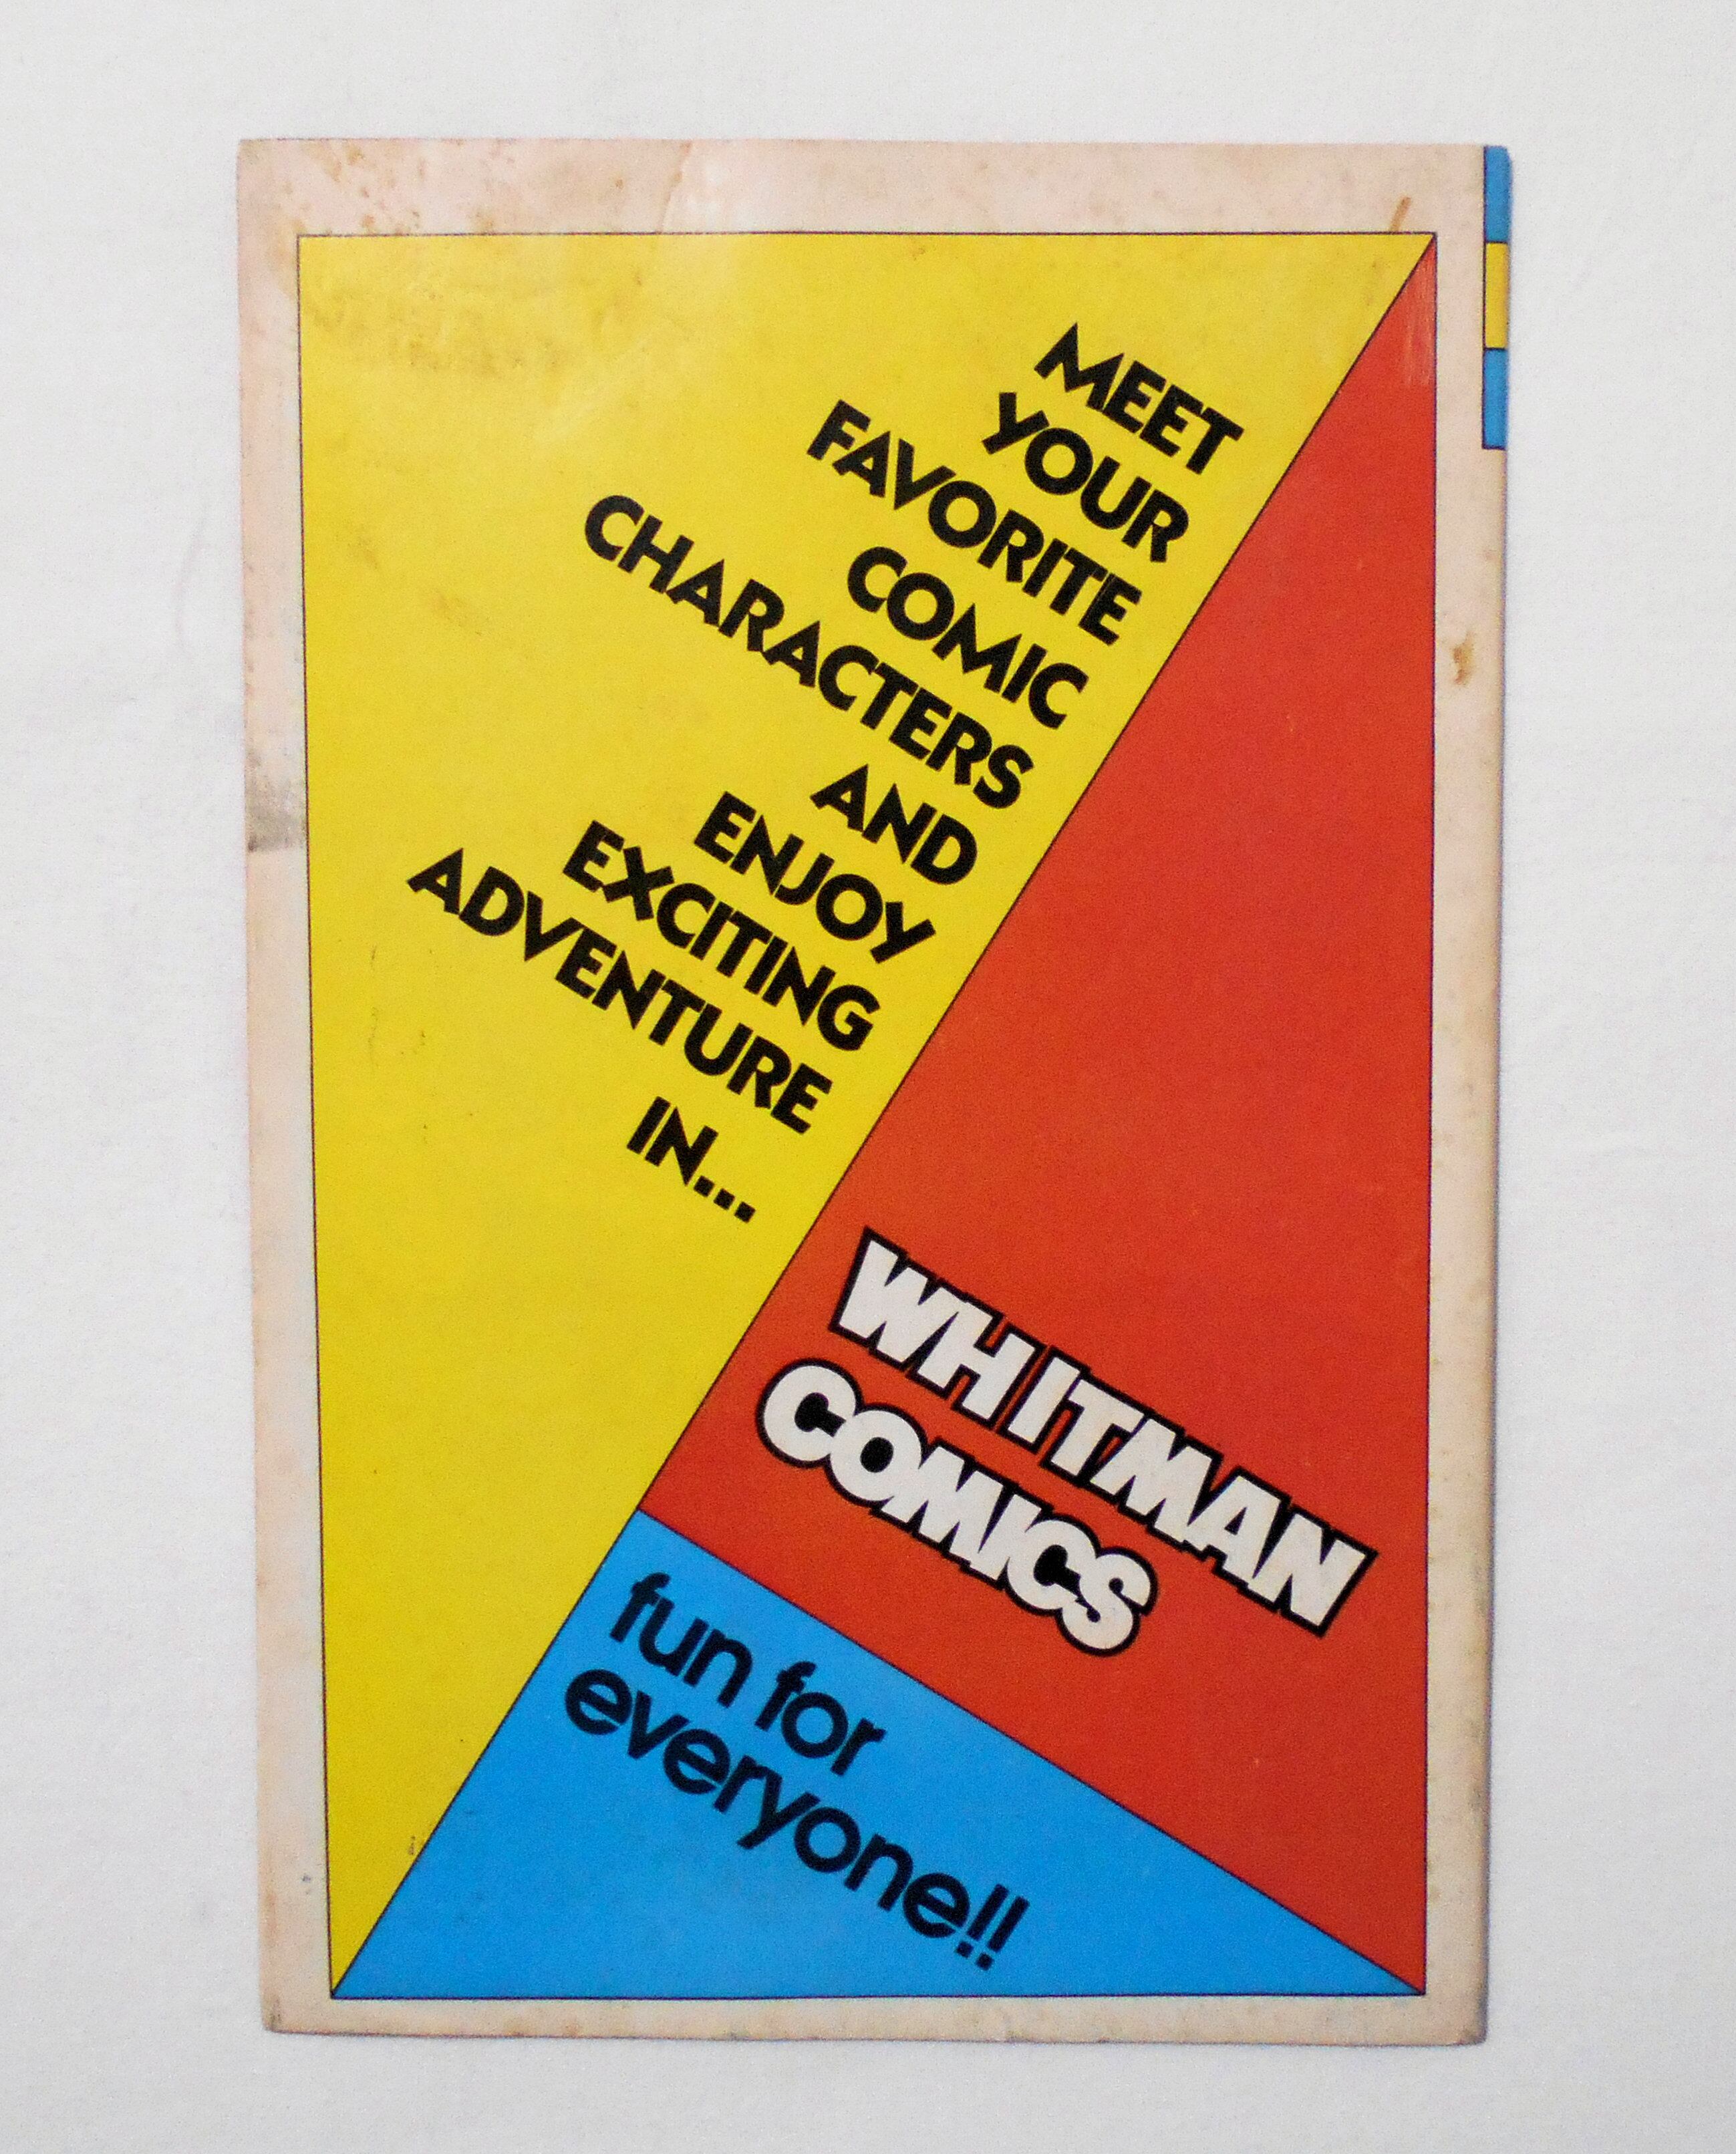 MEET
YOUR
FAVORITE
COMIC
CHARACTERS
AND
ENJOY
EXCITING
ADVENTURE
IN...
WHITMAN
COMICS
fun for
everyone!!